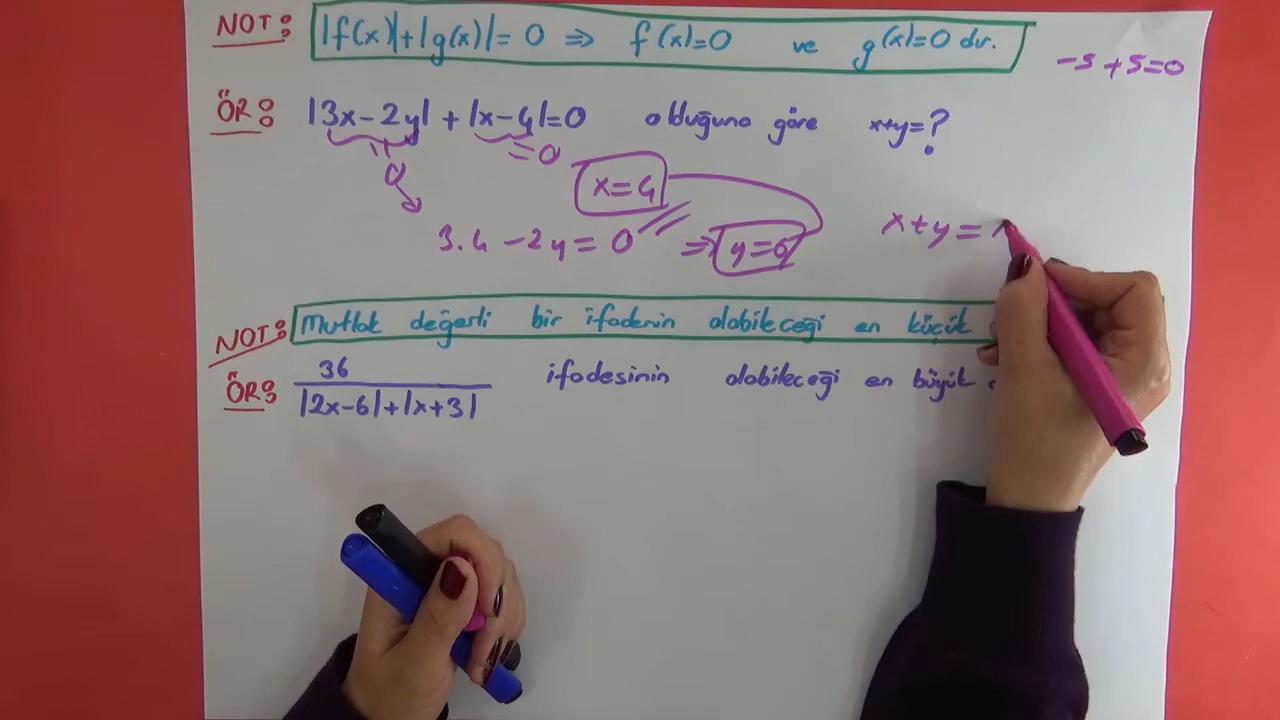 NOT: |f(x)|+|g(x)|=0 ⇒ f(x)=0 ve g(x)=0 dır.
-5+5=0
ÖR: |3x-2y| + |x-4|=0 olduğuna göre x+y=?
=0
0
x=4
3.4 -2y=0 ⇒ y=6
x+y=
NOT: Mutlak değerli bir ifadenin alabileceği en küçük
ÖR: 36 ifadesinin alabileceği en büyük
|2x-6|+|x+3|